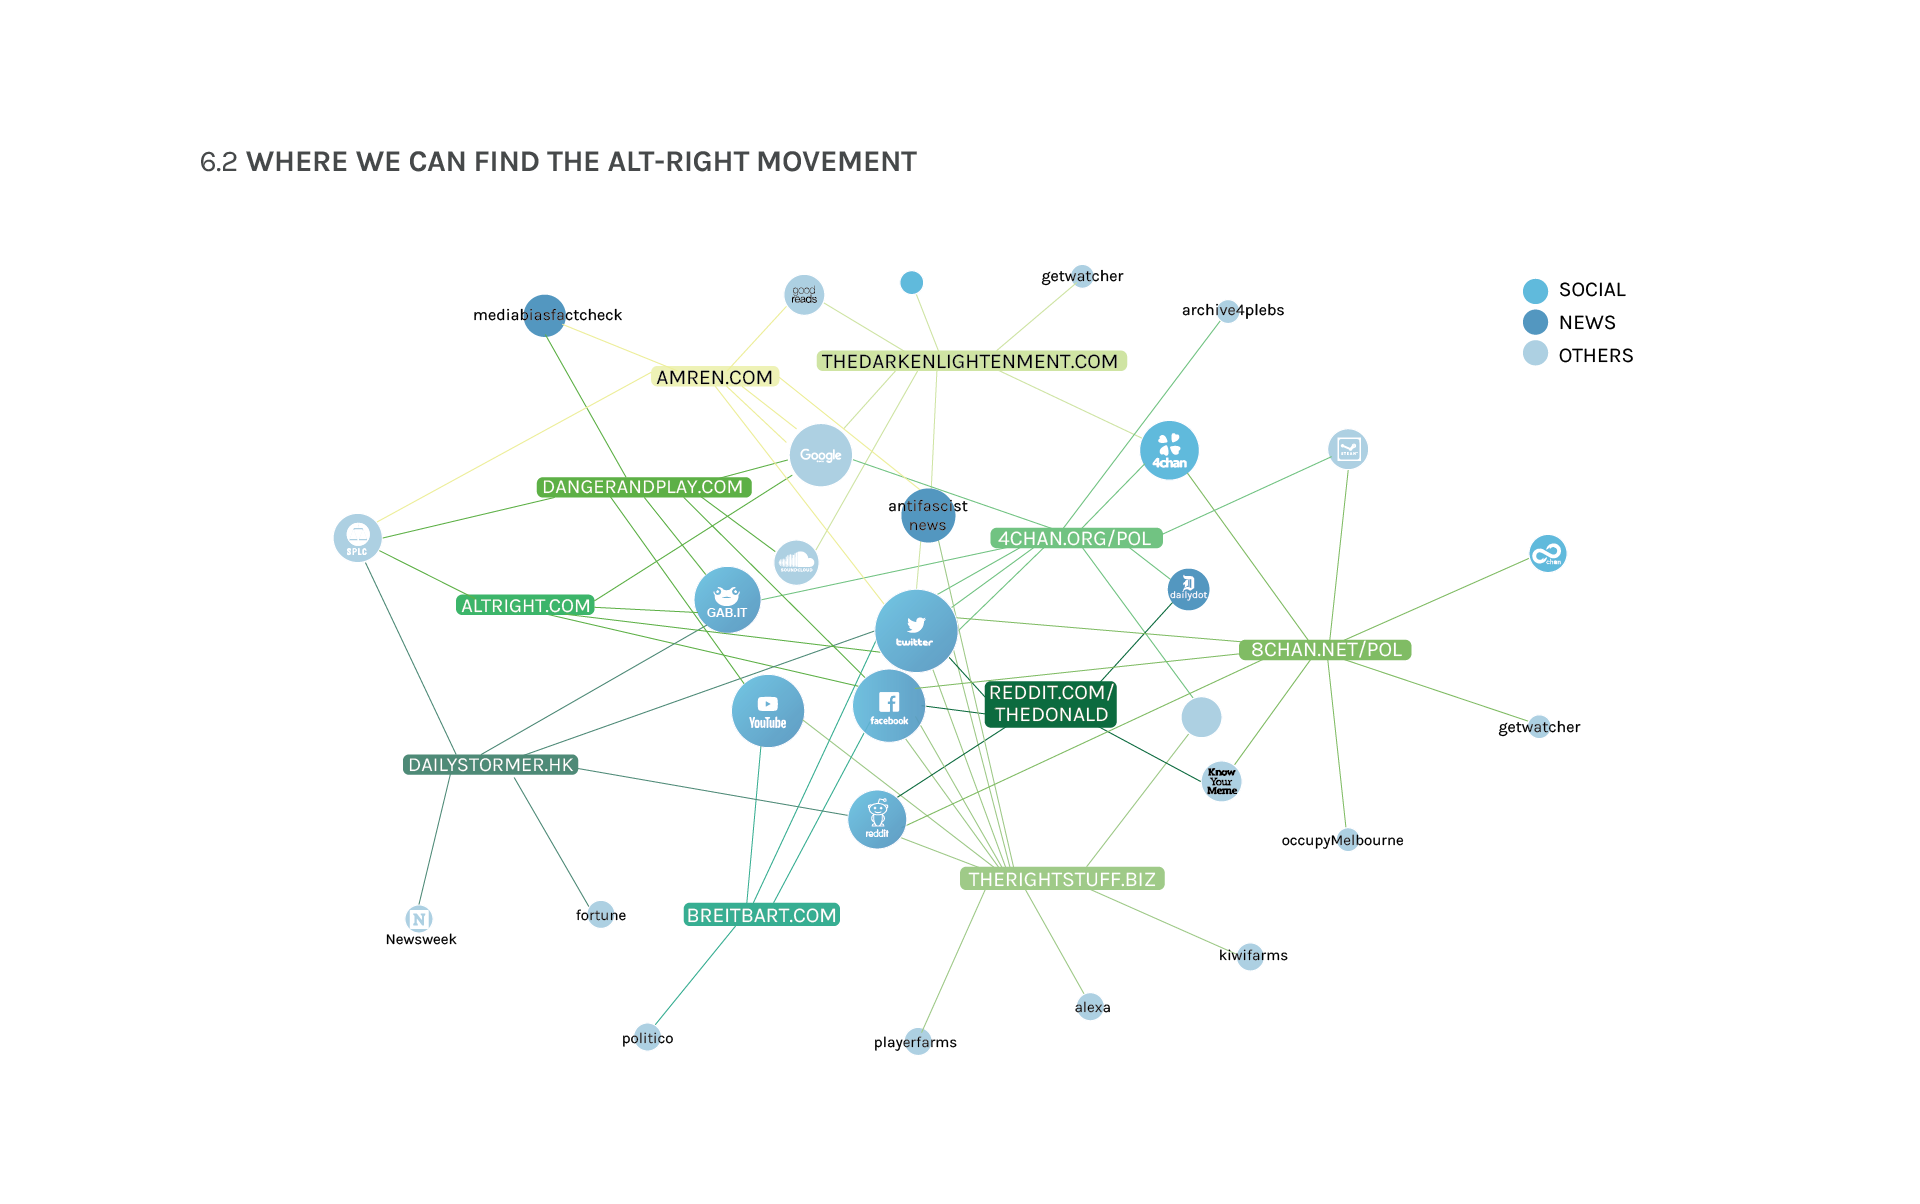 6.2 WHERE WE CAN FIND THE ALT-RIGHT MOVEMENT
SOCIAL
NEWS
OTHERS
getwatcher
good
reads
mediabiasfactcheck
archive4plebs
THEDARKENLIGHTENMENT.COM
AMREN.COM
Google
4chan
STEAM
DANGERANDPLAY.COM
antifascist
news
SPLC
4CHAN.ORG/POL
SOUNDCLOUD
chan
dailydot
GAB.IT
ALTRIGHT.COM
twitter
8CHAN.NET/POL
REDDIT.COM/
THEDONALD
YouTube
facebook
getwatcher
DAILYSTORMER.HK
Know
Your
Meme
reddit
occupyMelbourne
THERIGHTSTUFF.BIZ
N
Newsweek
fortune
BREITBART.COM
kiwifarms
alexa
politico
playerfarms